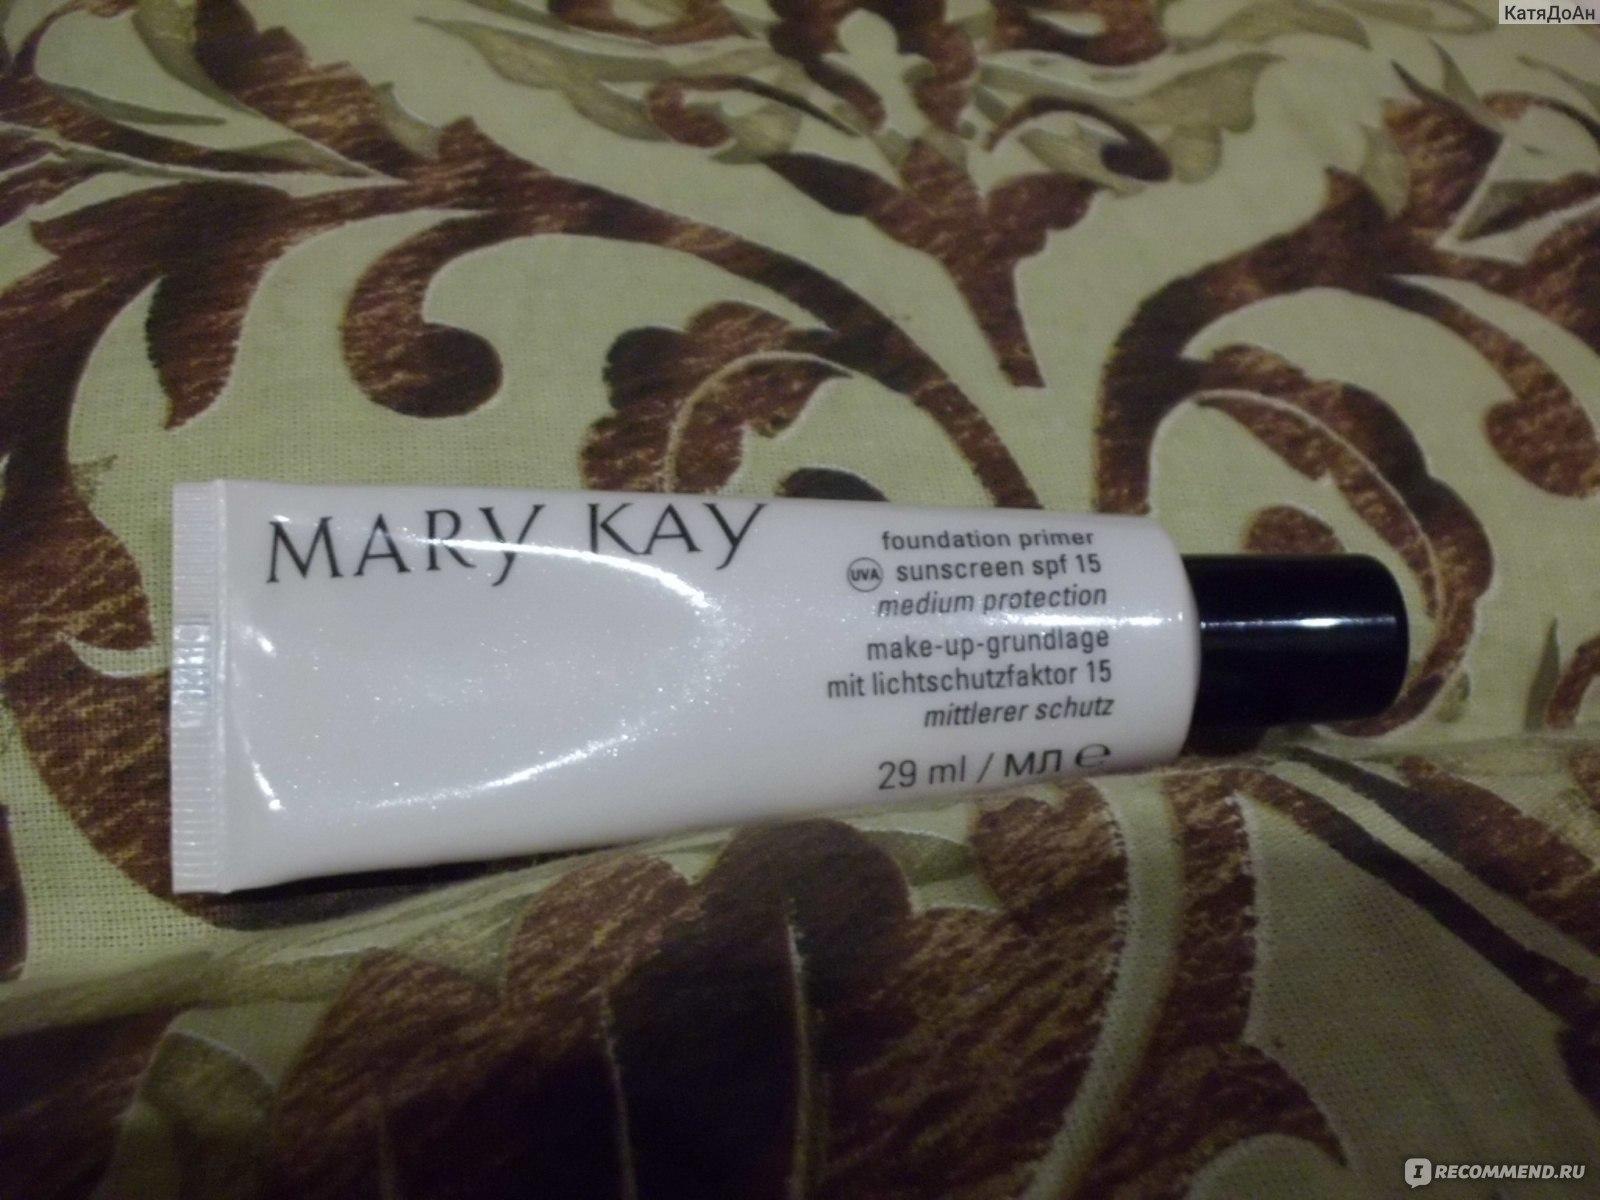 КатяДоАн
MARY KAY
foundation primer
UVA sunscreen spf 15
medium protection
make-up-grundlage
mit lichtschutzfaktor 15
mittlerer schutz
29 ml / МЛ ℮
I RECOMMEND.RU